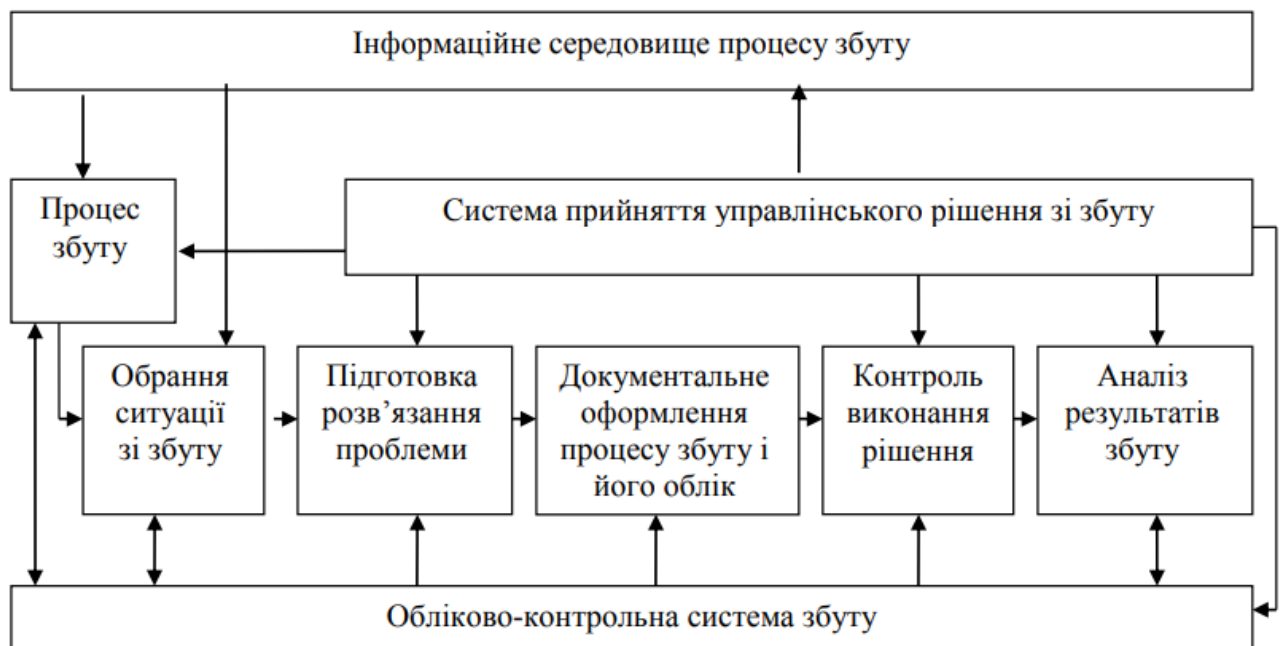 Інформаційне середовище процесу збуту
Процес
збуту
Система прийняття управлінського рішення зі збуту
Обрання
ситуації
зі збуту
Підготовка
розв’язання
проблеми
Документальне
оформлення
процесу збуту і
його облік
Контроль
виконання
рішення
Аналіз
результатів
збуту
Обліково-контрольна система збуту